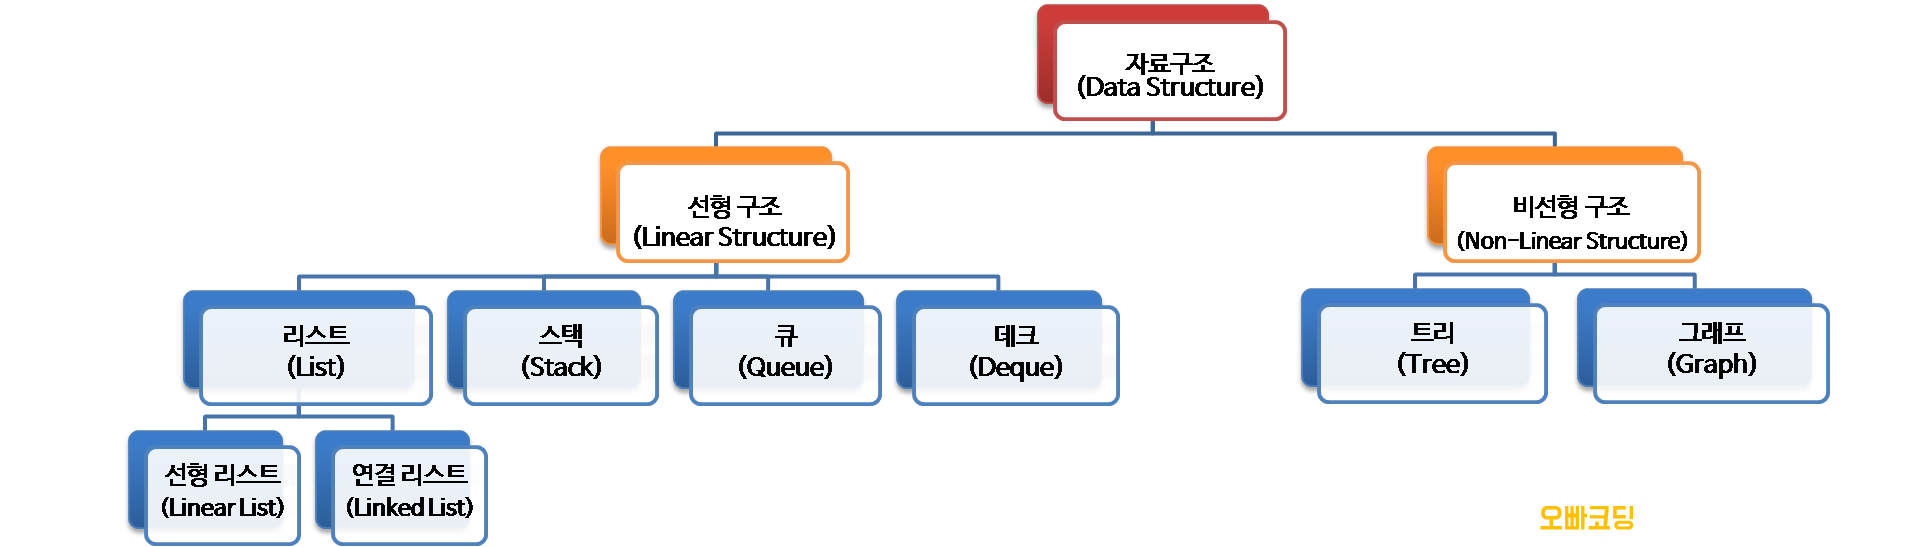 자료구조
(Data Structure)
선형 구조
(Linear Structure)
비선형 구조
(Non-Linear Structure)
리스트
(List)
스택
(Stack)
큐
(Queue)
데크
(Deque)
트리
(Tree)
그래프
(Graph)
선형 리스트
(Linear List)
연결 리스트
(Linked List)
오빠코딩